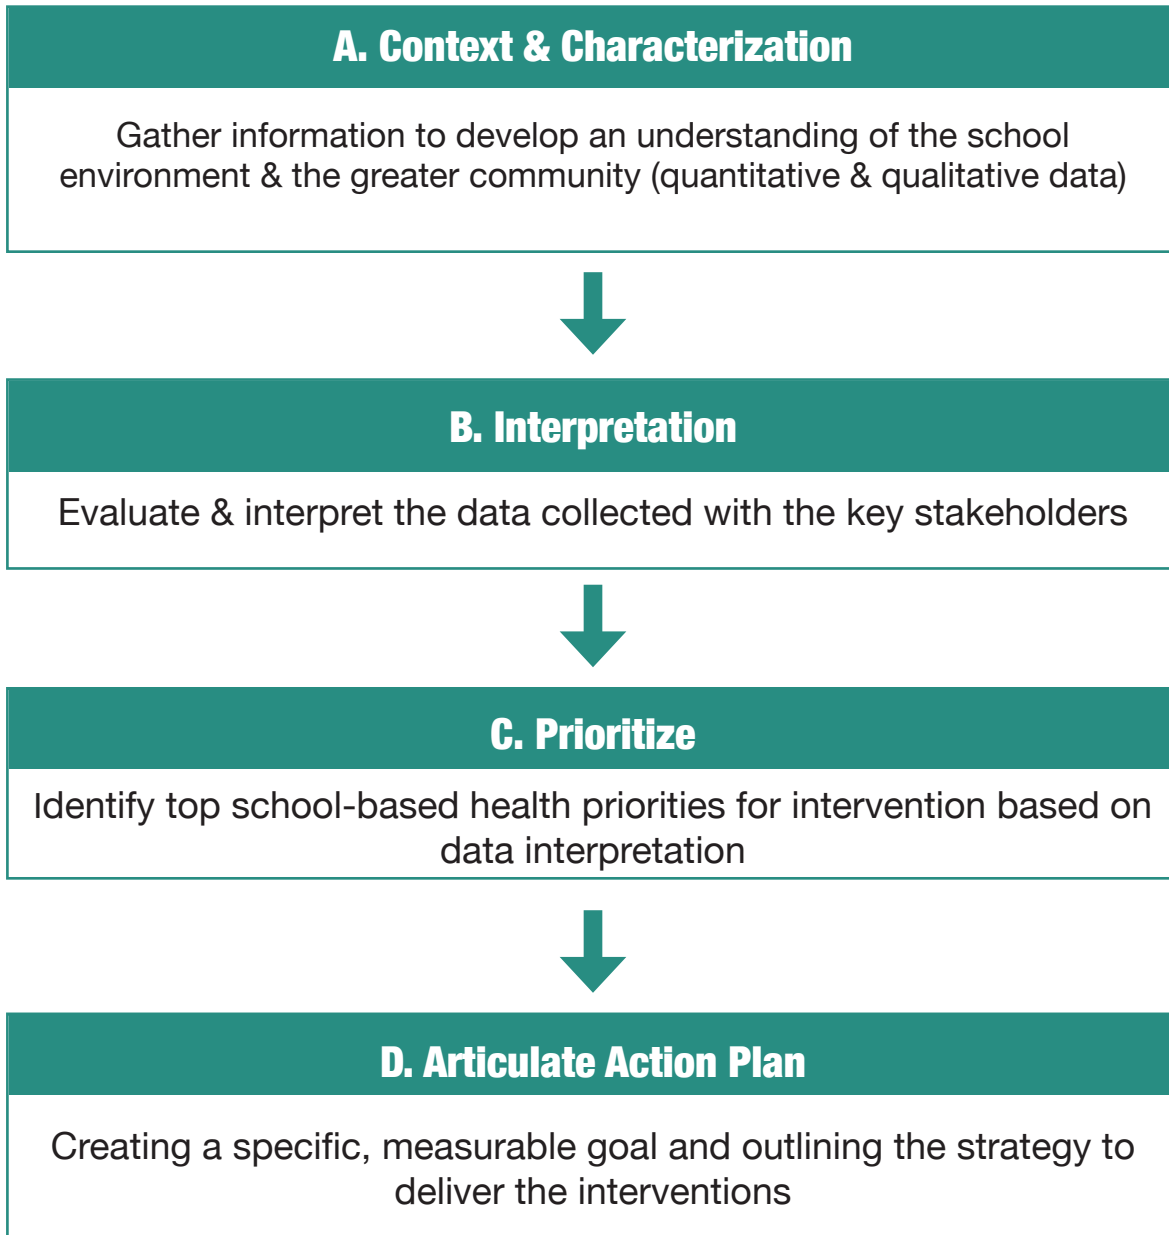 A. Context & Characterization
Gather information to develop an understanding of the school
environment & the greater community (quantitative & qualitative data)
B. Interpretation
Evaluate & interpret the data collected with the key stakeholders
C. Prioritize
Identify top school-based health priorities for intervention based on
data interpretation
D. Articulate Action Plan
Creating a specific, measurable goal and outlining the strategy to
deliver the interventions